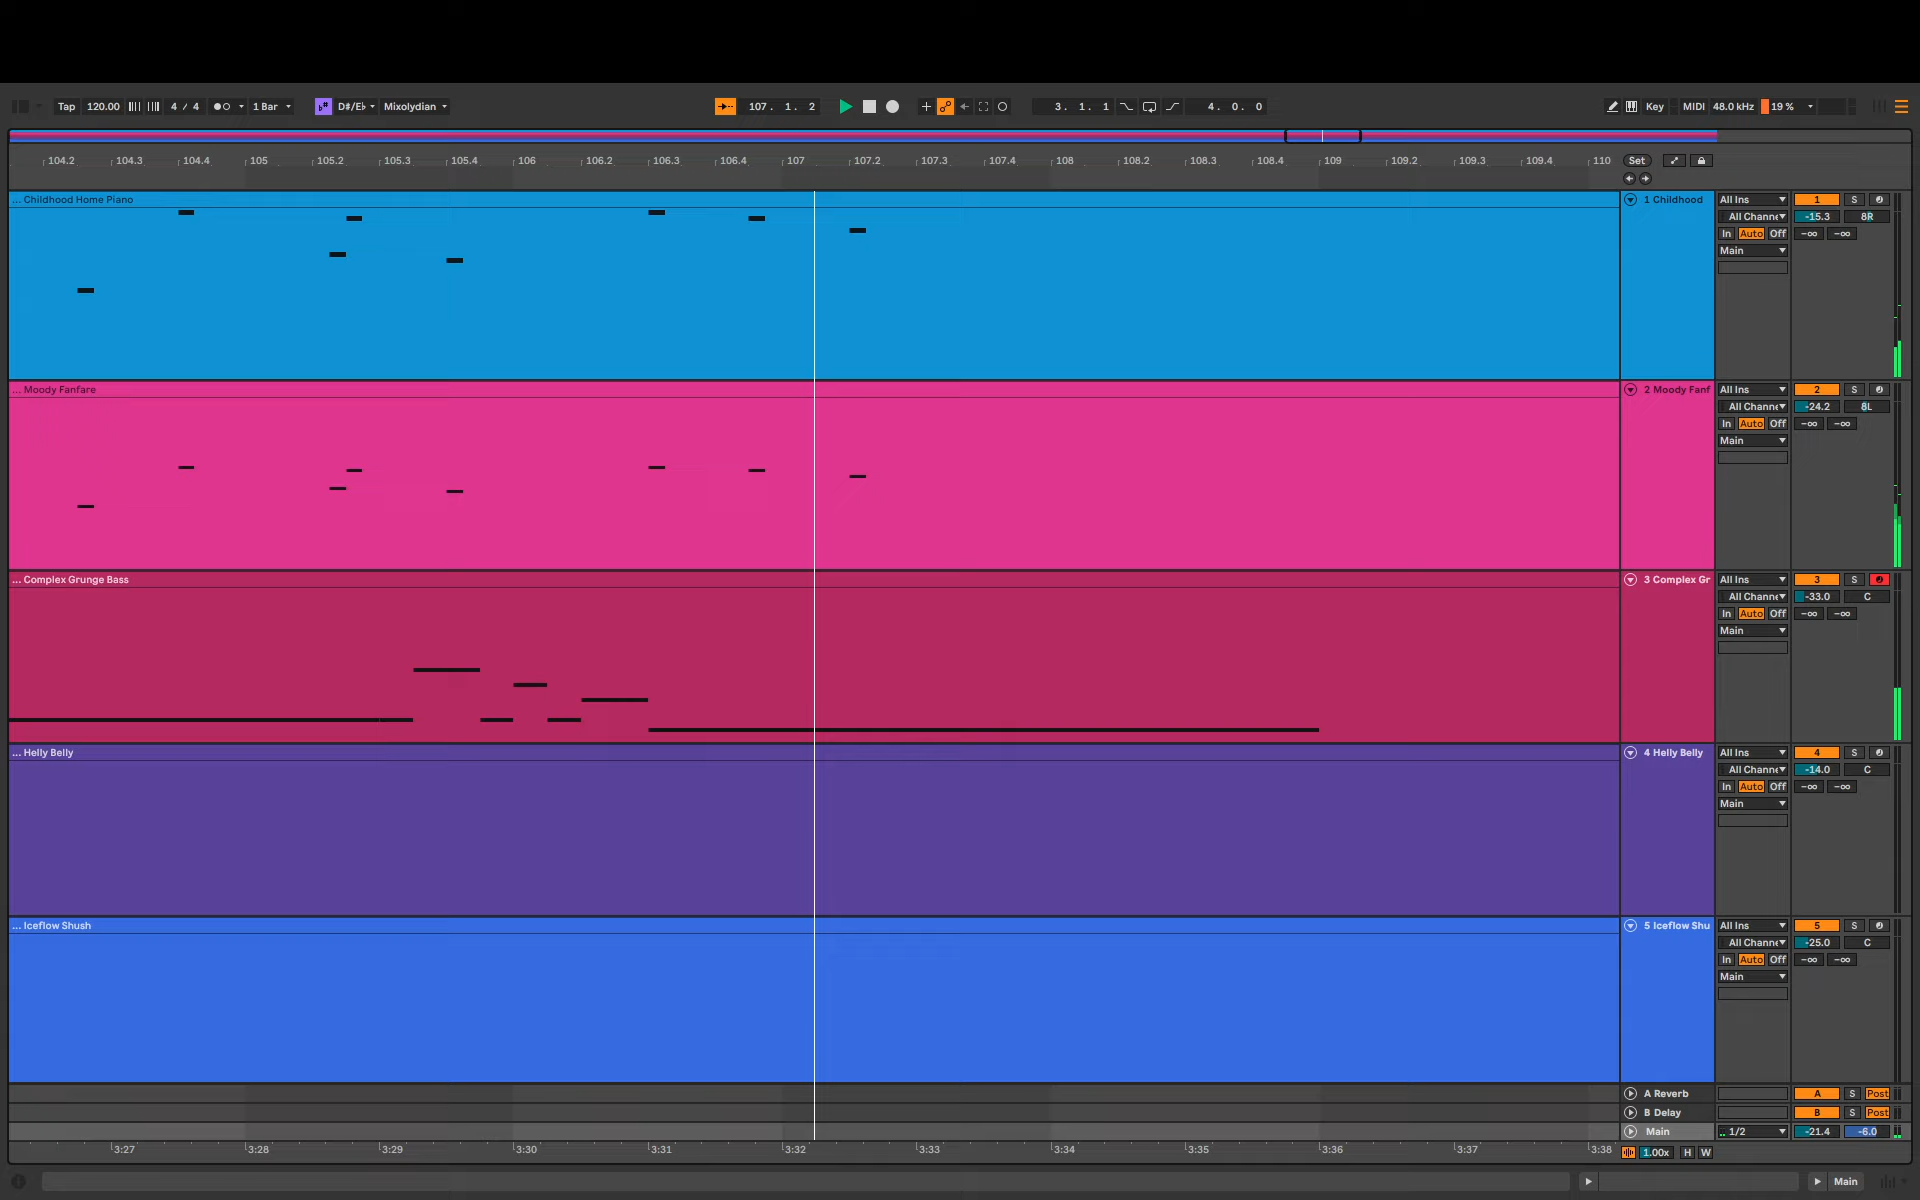 Tap 120.00 4 / 4 1 Bar D#/E♭ Mixolydian 107. 1. 2 3. 1. 1 4. 0. 0 Key MIDI 48.0 kHz 19 %
104.2 104.3 104.4 105 105.2 105.3 105.4 106 106.2 106.3 106.4 107 107.2 107.3 107.4 108 108.2 108.3 108.4 109 109.2 109.3 109.4 110 Set
... Childhood Home Piano 1 Childhood All Ins 1 S
All Channe -15.3 8R
In Auto Off -∞ -∞
Main
... Moody Fanfare 2 Moody Fanf All Ins 2 S
All Channe -24.2 8L
In Auto Off -∞ -∞
Main
... Complex Grunge Bass 3 Complex Gr All Ins 3 S
All Channe -33.0 C
In Auto Off -∞ -∞
Main
... Helly Belly 4 Helly Belly All Ins 4 S
All Channe -14.0 C
In Auto Off -∞ -∞
Main
... Iceflow Shush 5 Iceflow Shu All Ins 5 S
All Channe -25.0 C
In Auto Off -∞ -∞
Main
A Reverb A S Post
B Delay B S Post
Main 1/2 -21.4 -6.0
3:27 3:28 3:29 3:30 3:31 3:32 3:33 3:34 3:35 3:36 3:37 3:38 1.00x H W
Main